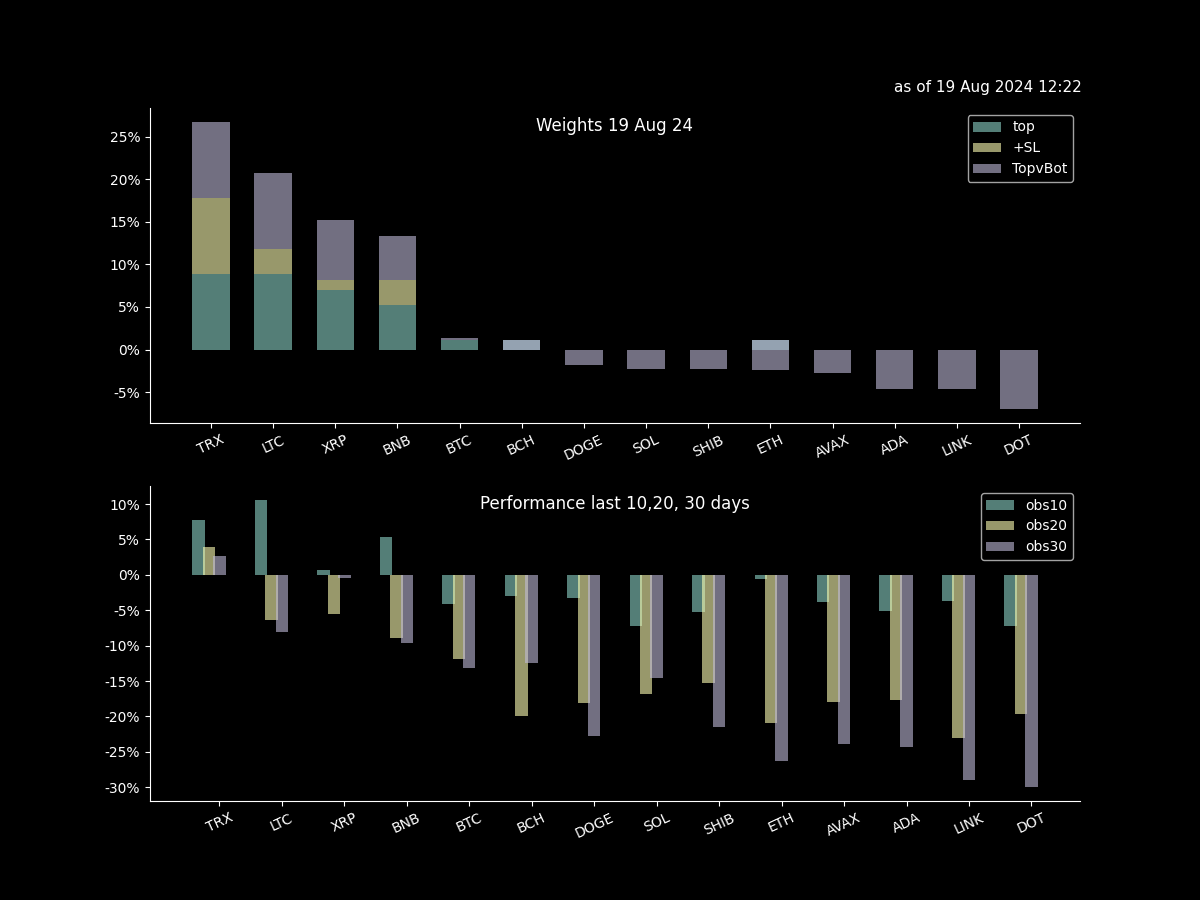 as of 19 Aug 2024 12:22
Weights 19 Aug 24
top
+SL
TopvBot
25%
20%
15%
10%
5%
0%
-5%
TRX LTC XRP BNB BTC BCH DOGE SOL SHIB ETH AVAX ADA LINK DOT
Performance last 10,20, 30 days
obs10
obs20
obs30
10%
5%
0%
-5%
-10%
-15%
-20%
-25%
-30%
TRX LTC XRP BNB BTC BCH DOGE SOL SHIB ETH AVAX ADA LINK DOT